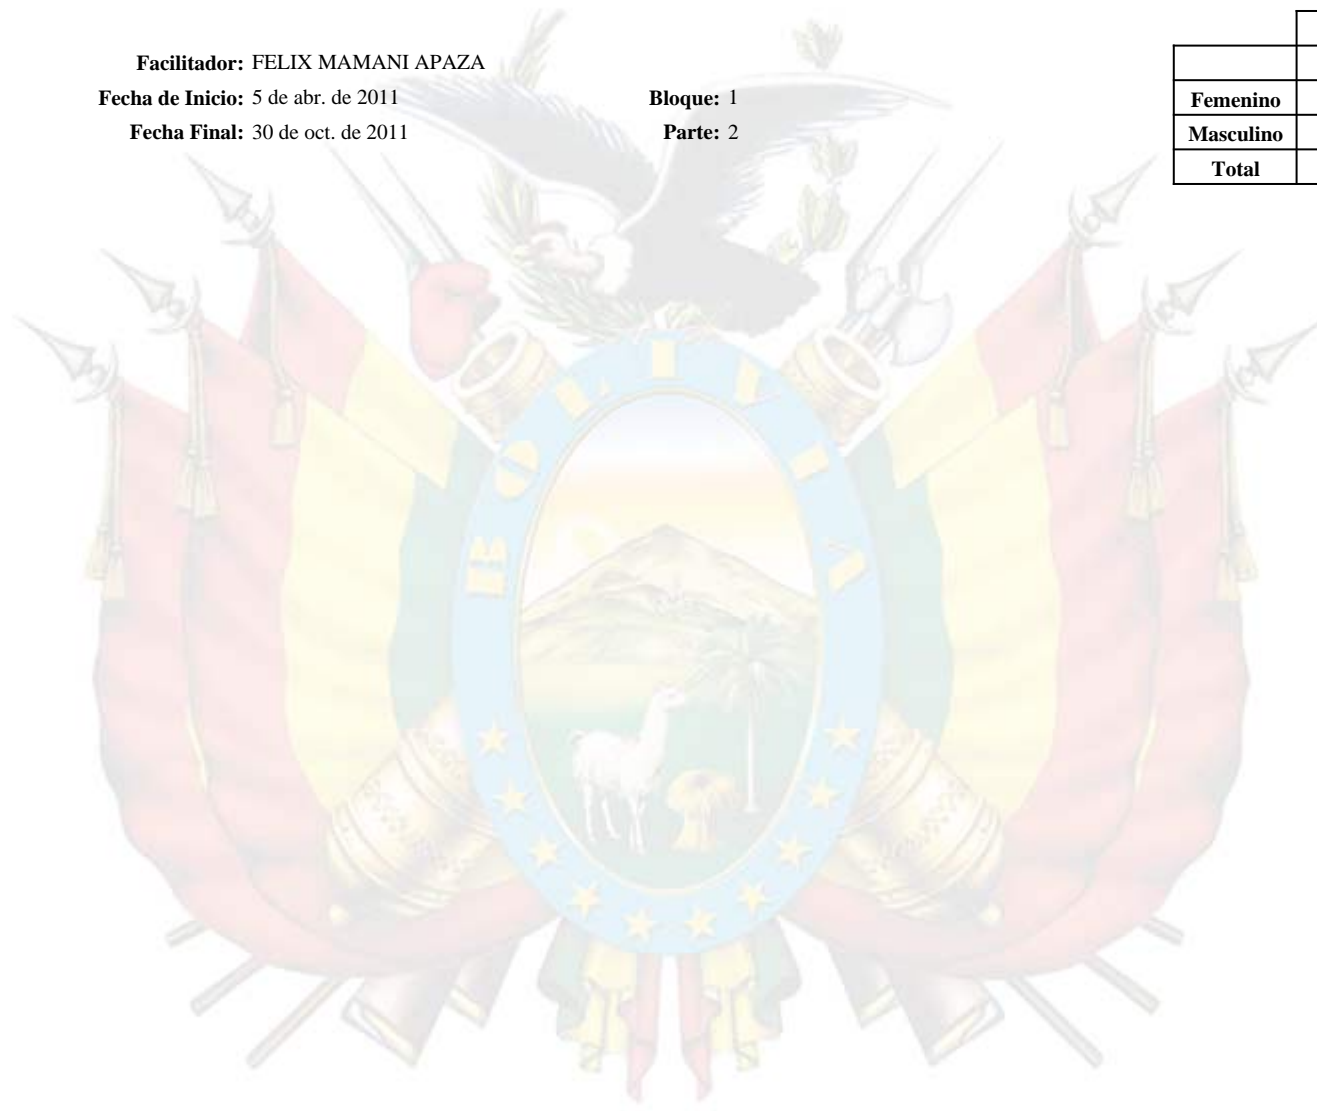 Facilitador: FELIX MAMANI APAZA
Fecha de Inicio: 5 de abr. de 2011 Bloque: 1
Fecha Final: 30 de oct. de 2011 Parte: 2
Femenino
Masculino
Total
BOLIVIA